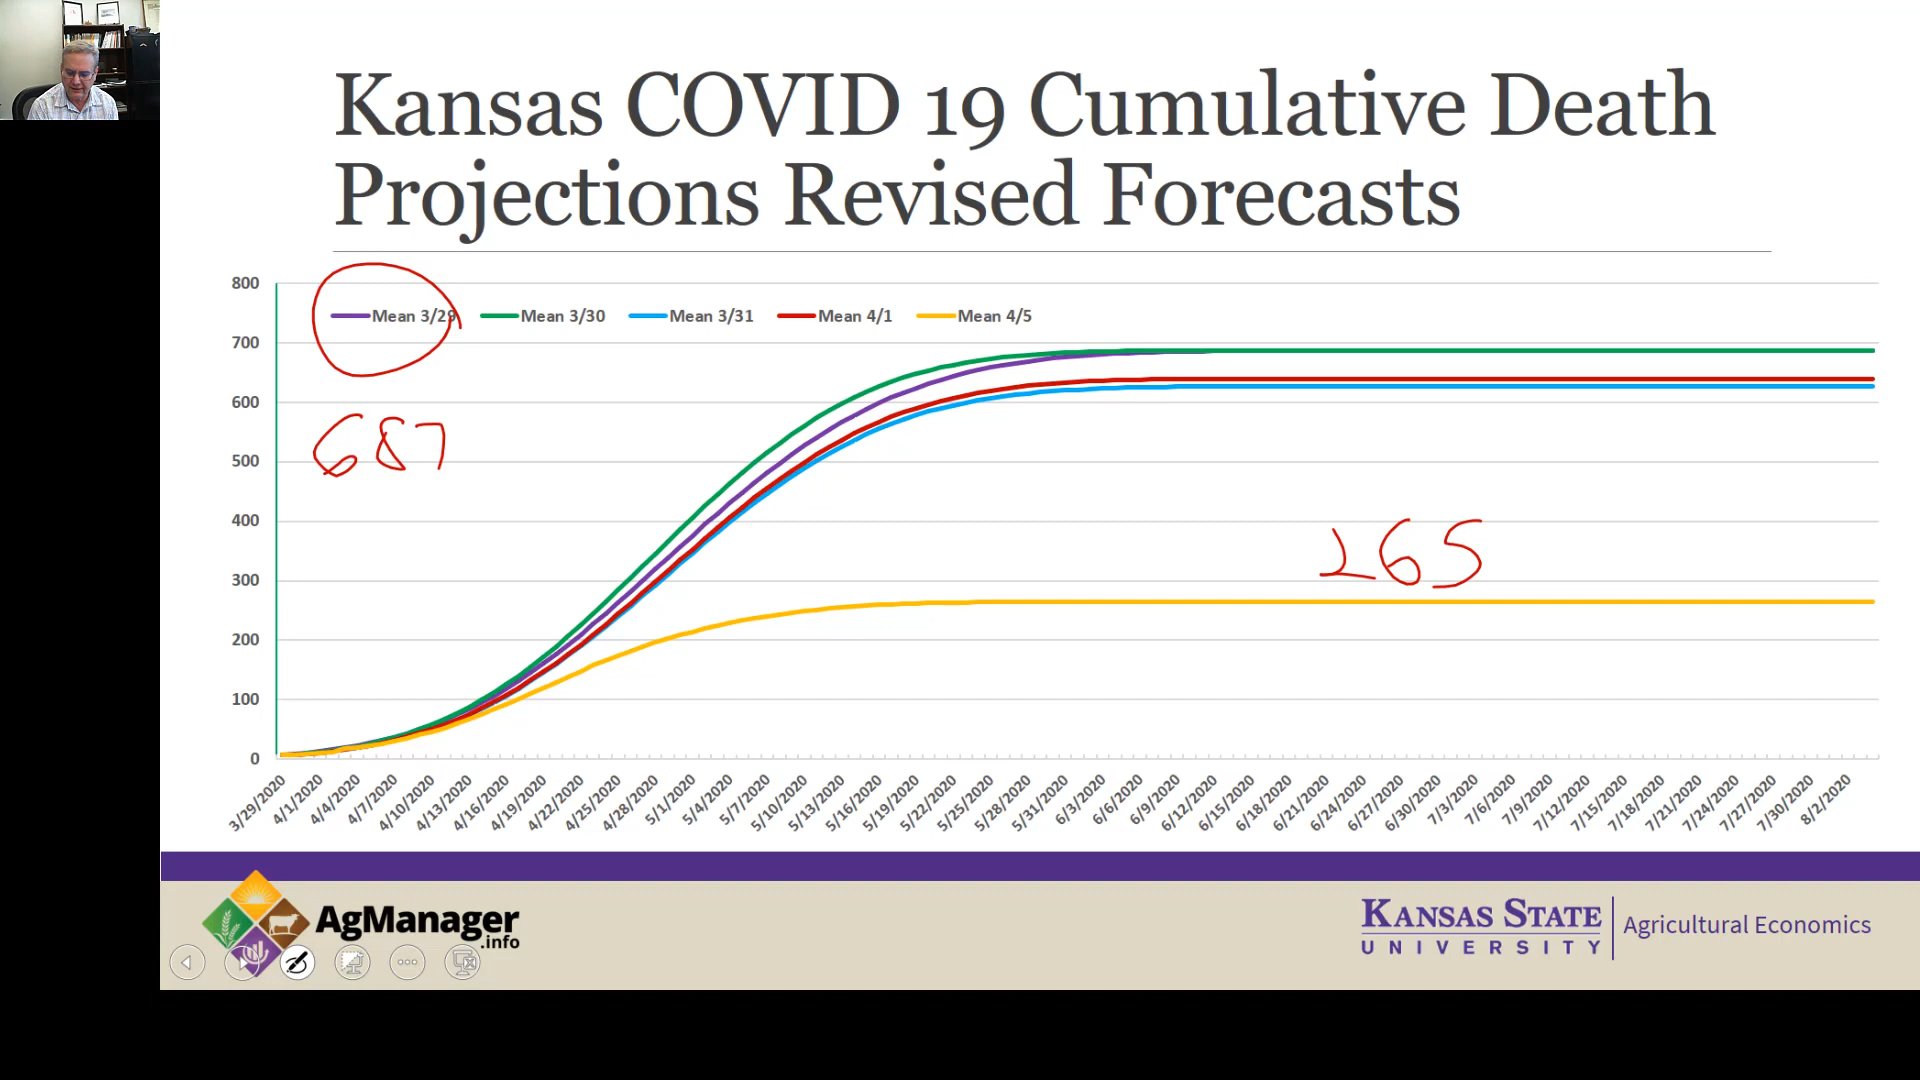 Kansas COVID 19 Cumulative Death
Projections Revised Forecasts
800
Mean 3/29 Mean 3/30 Mean 3/31 Mean 4/1 Mean 4/5
700
600
687
500
400
265
300
200
100
0
3/29/2020 4/1/2020 4/4/2020 4/7/2020 4/10/2020 4/13/2020 4/16/2020 4/19/2020 4/22/2020 4/25/2020 4/28/2020 5/1/2020 5/4/2020 5/7/2020 5/10/2020 5/13/2020 5/16/2020 5/19/2020 5/22/2020 5/25/2020 5/28/2020 5/31/2020 6/3/2020 6/6/2020 6/9/2020 6/12/2020 6/15/2020 6/18/2020 6/21/2020 6/24/2020 6/27/2020 6/30/2020 7/3/2020 7/6/2020 7/9/2020 7/12/2020 7/15/2020 7/18/2020 7/21/2020 7/24/2020 7/27/2020 7/30/2020 8/2/2020
AgManager
.info
KANSAS STATE
UNIVERSITY
Agricultural Economics